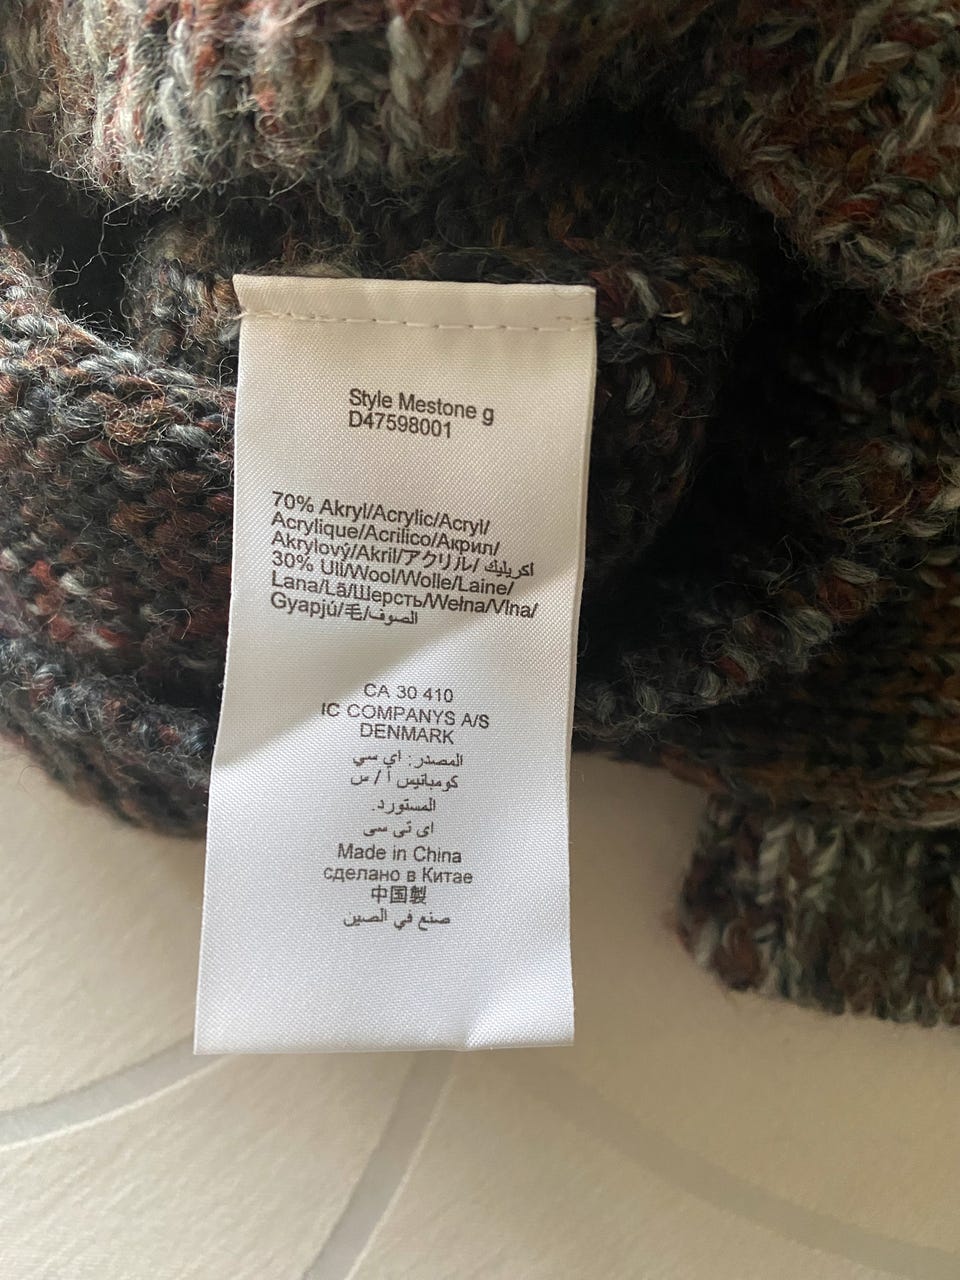 Style Mestone g
D47598001
70% Akryl/Acrylic/Acryl/
Acrylique/Acrilico/Акрил/
Akrylový/Akril/アクリル/ اكريليك
30% Ull/Wool/Wolle/Laine/
Lana/Lã/Шерсть/Wełna/Vlna/
Gyapjú/毛/الصوف
CA 30 410
IC COMPANYS A/S
DENMARK
المصدر: اي سي
كومبانيس أ / س
المستورد.
اى تى سى
Made in China
сделано в Китае
中国製
صنع في الصين